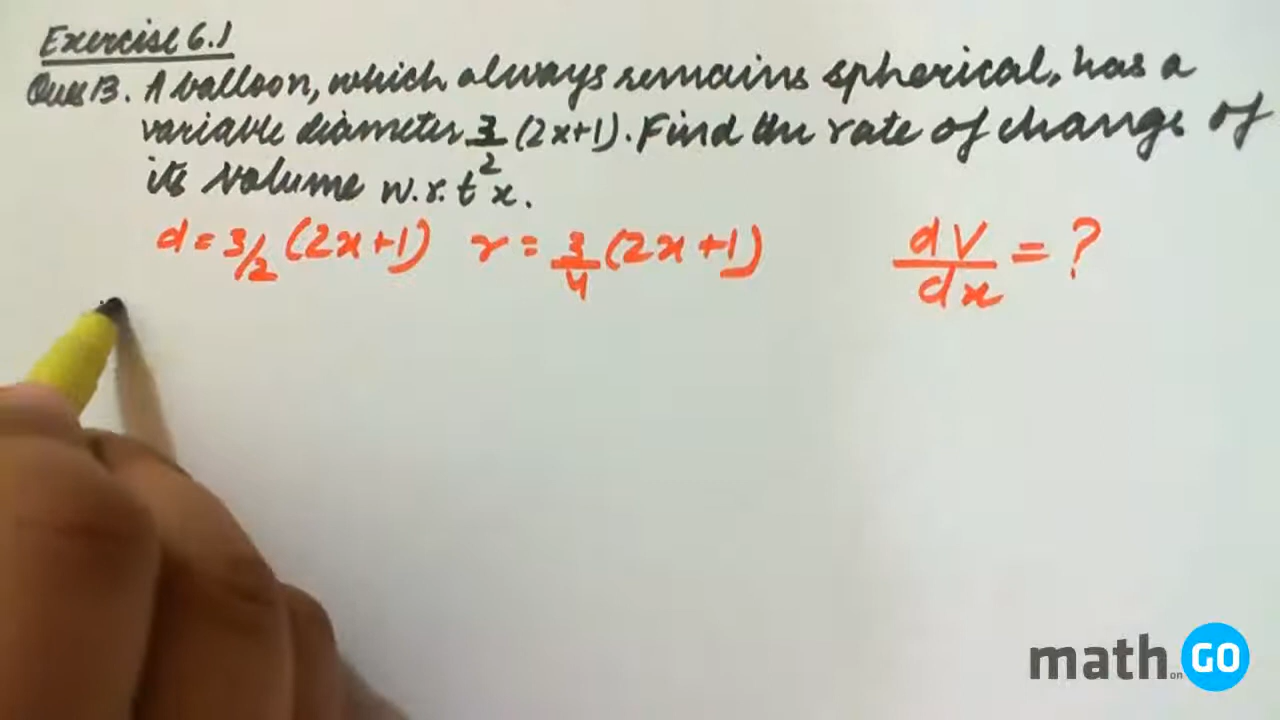 Exercise 6.1
Ques 13. A balloon, which always remains spherical, has a
variable diameter 3/2 (2x+1). Find the rate of change of
its volume w.r.t x.
d = 3/2 (2x+1) r = 3/4 (2x+1) dV/dx = ?
math on GO